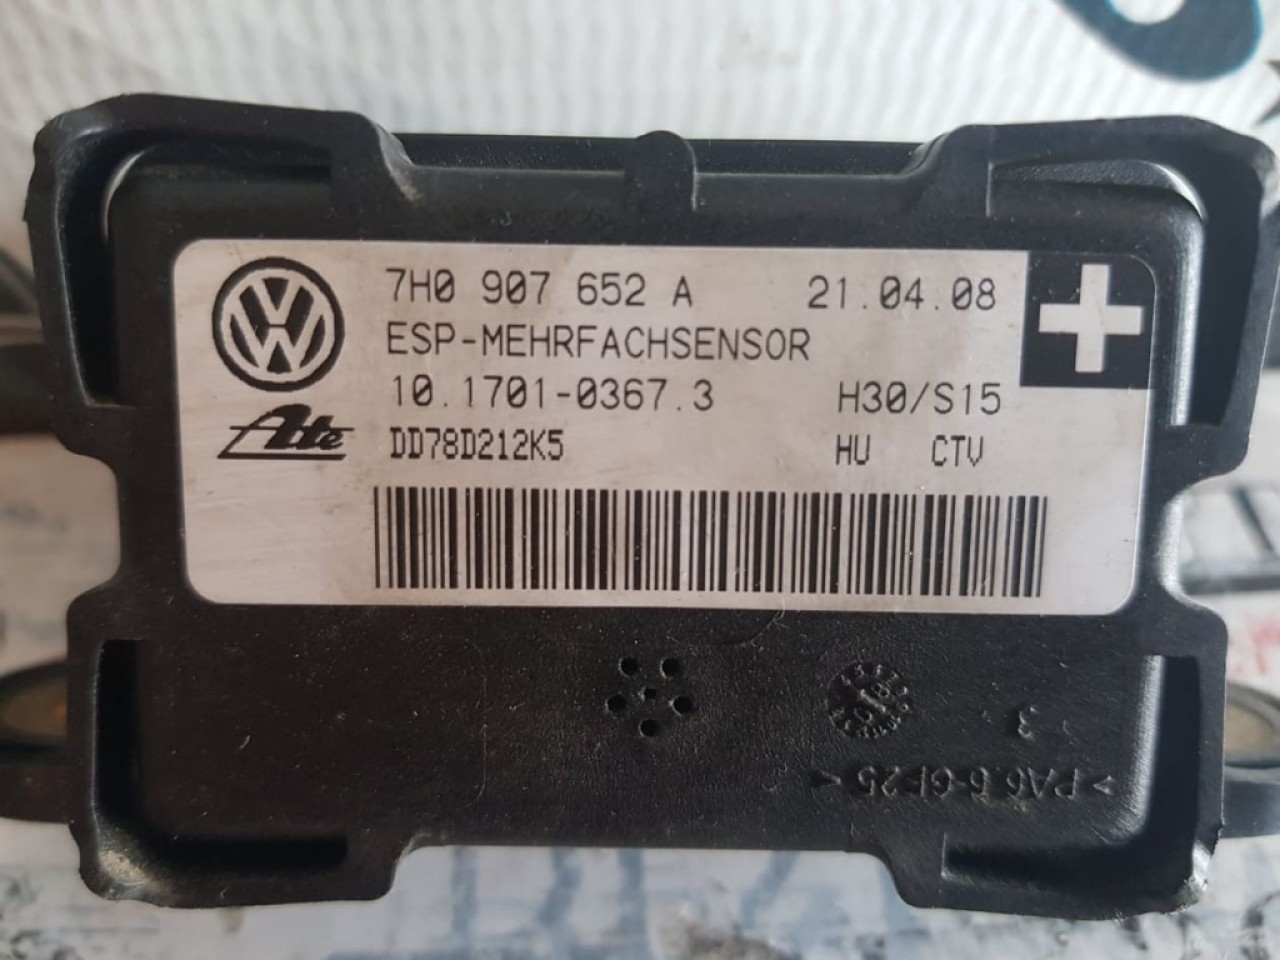 7H0 907 652 A 21.04.08
ESP-MEHRFACHSENSOR
10.1701-0367.3 H30/S15
Ate DD78D212K5 HU CTV
3
>PA6.6-GF25<